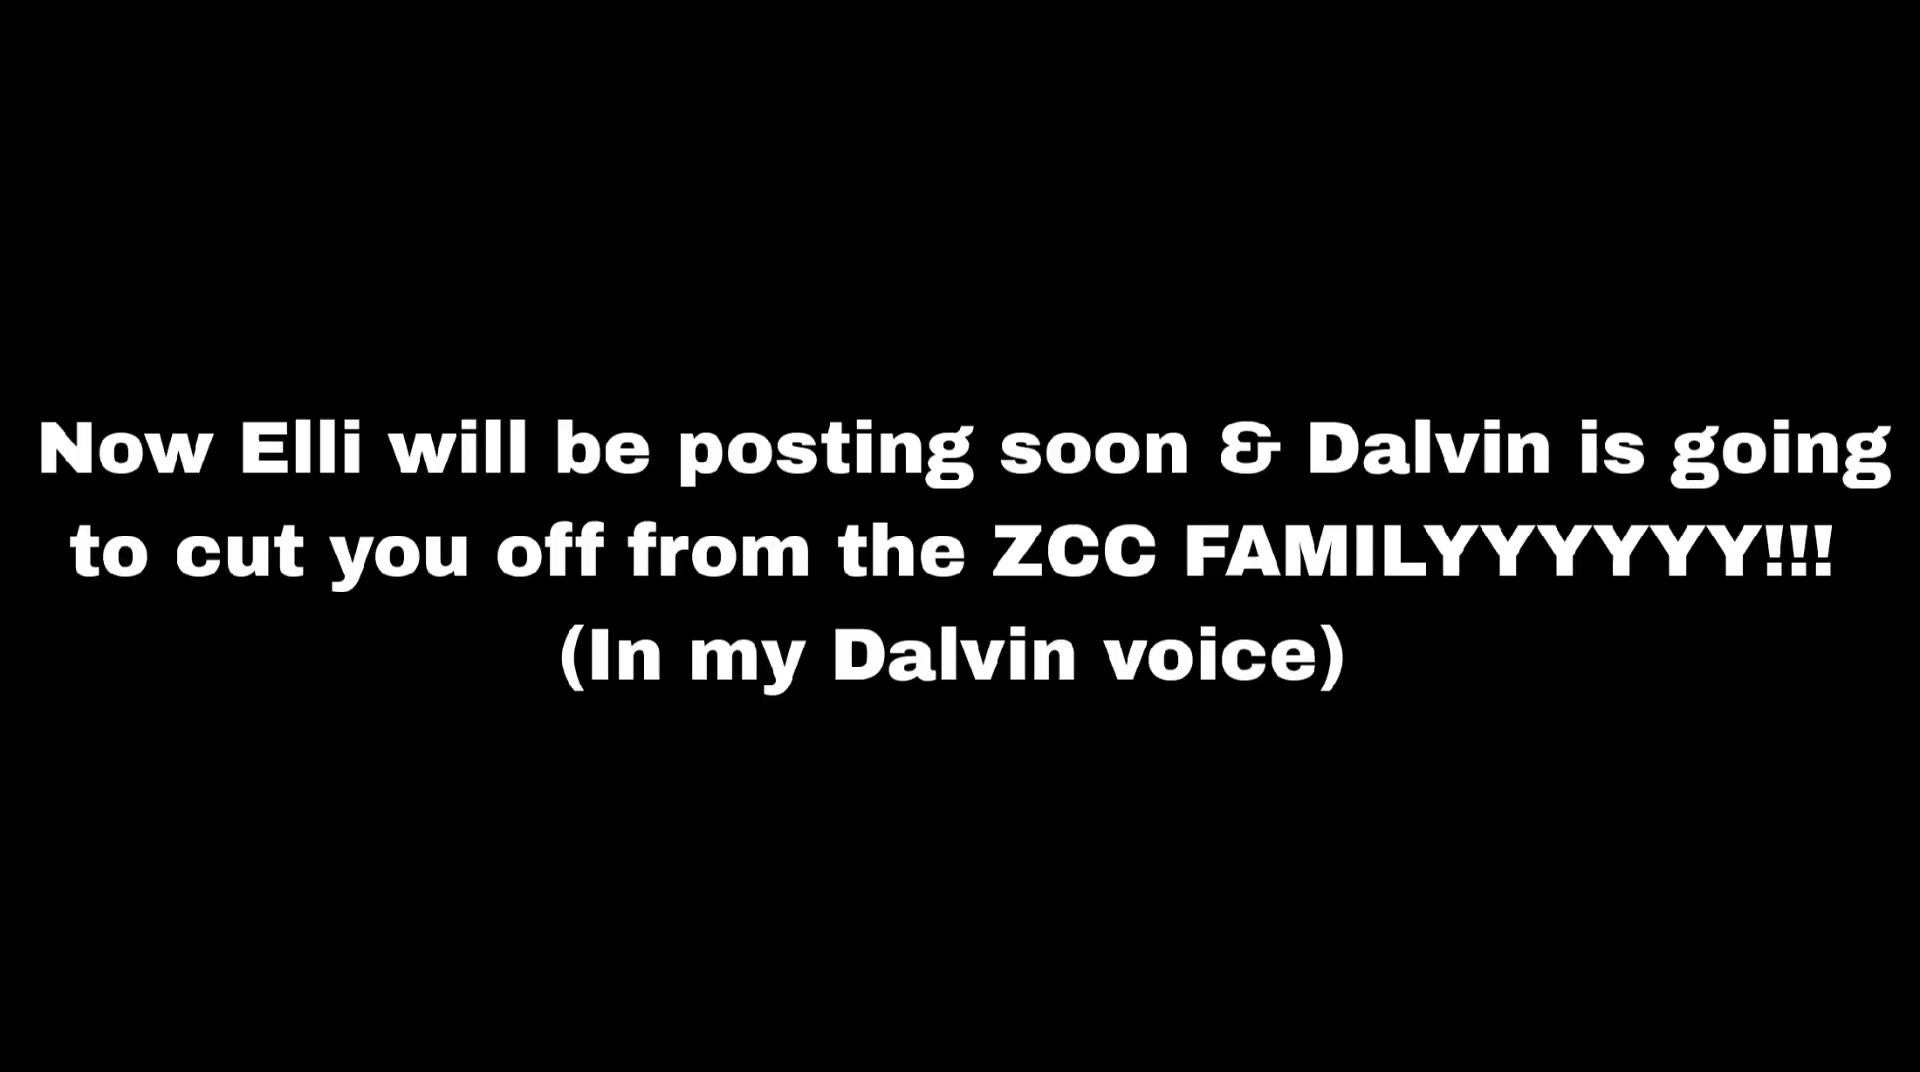 Now Elli will be posting soon & Dalvin is going
to cut you off from the ZCC FAMILYYYYYY!!!
(In my Dalvin voice)